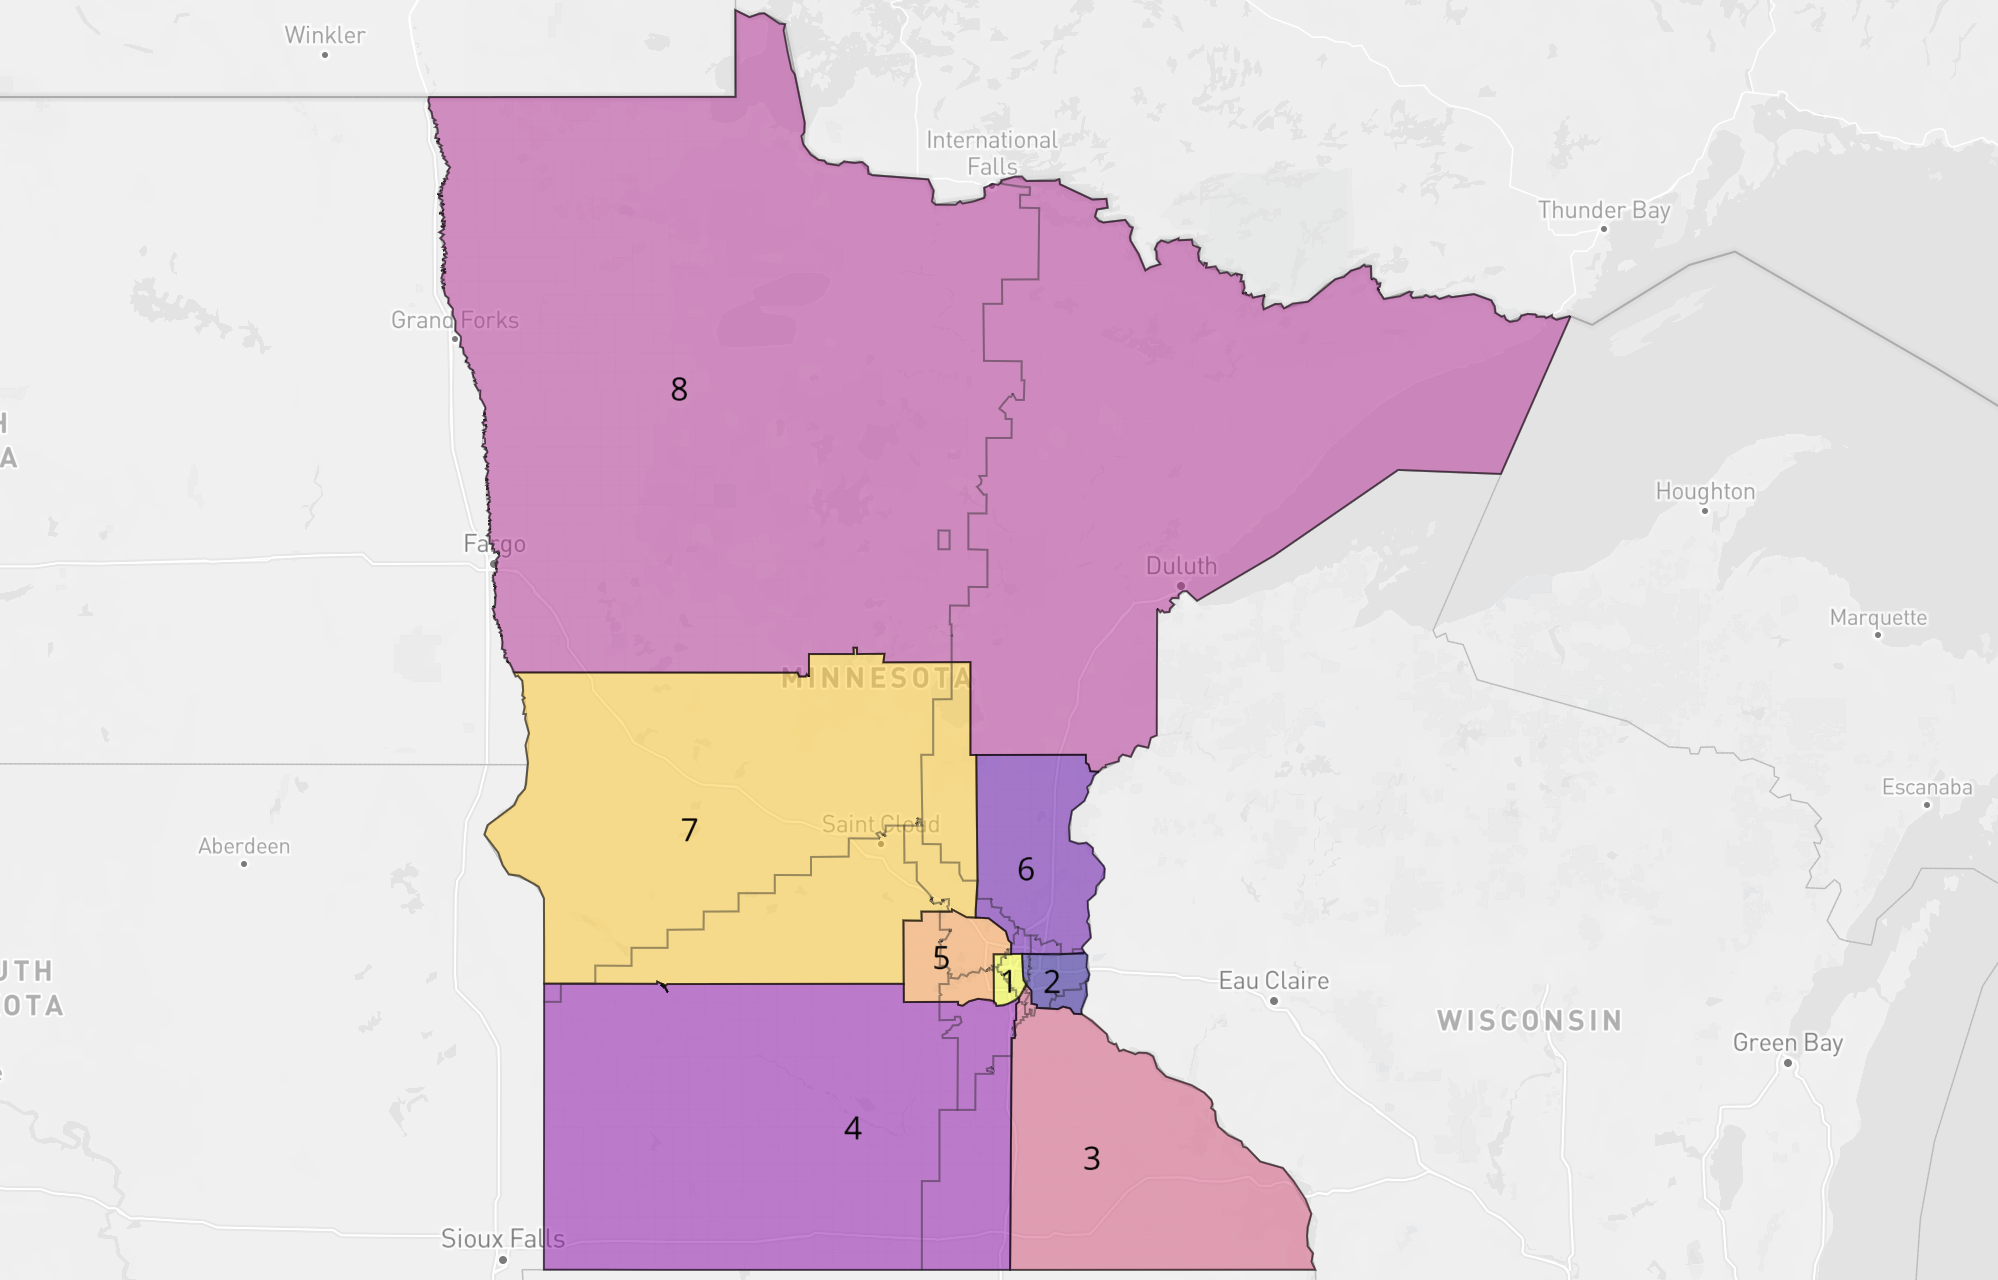 Winkler
International
Falls
Thunder Bay
Grand Forks
8
H
A
Houghton
Fargo
Duluth
Marquette
MINNESOTA
Escanaba
7
Saint Cloud
Aberdeen
6
5
1
2
UTH
OTA
Eau Claire
WISCONSIN
Green Bay
e
4
3
Sioux Falls